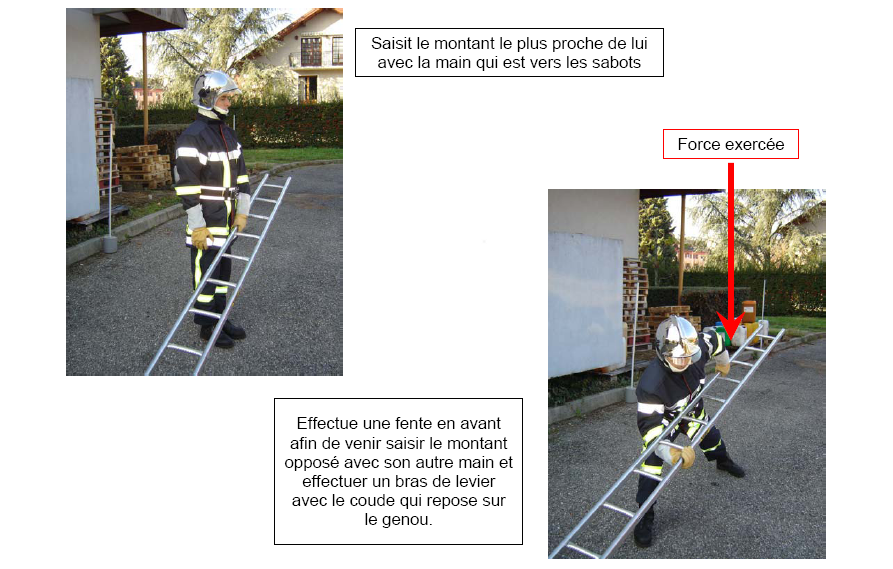 Saisit le montant le plus proche de lui
avec la main qui est vers les sabots
Force exercée
Effectue une fente en avant
afin de venir saisir le montant
opposé avec son autre main et
effectuer un bras de levier
avec le coude qui repose sur
le genou.